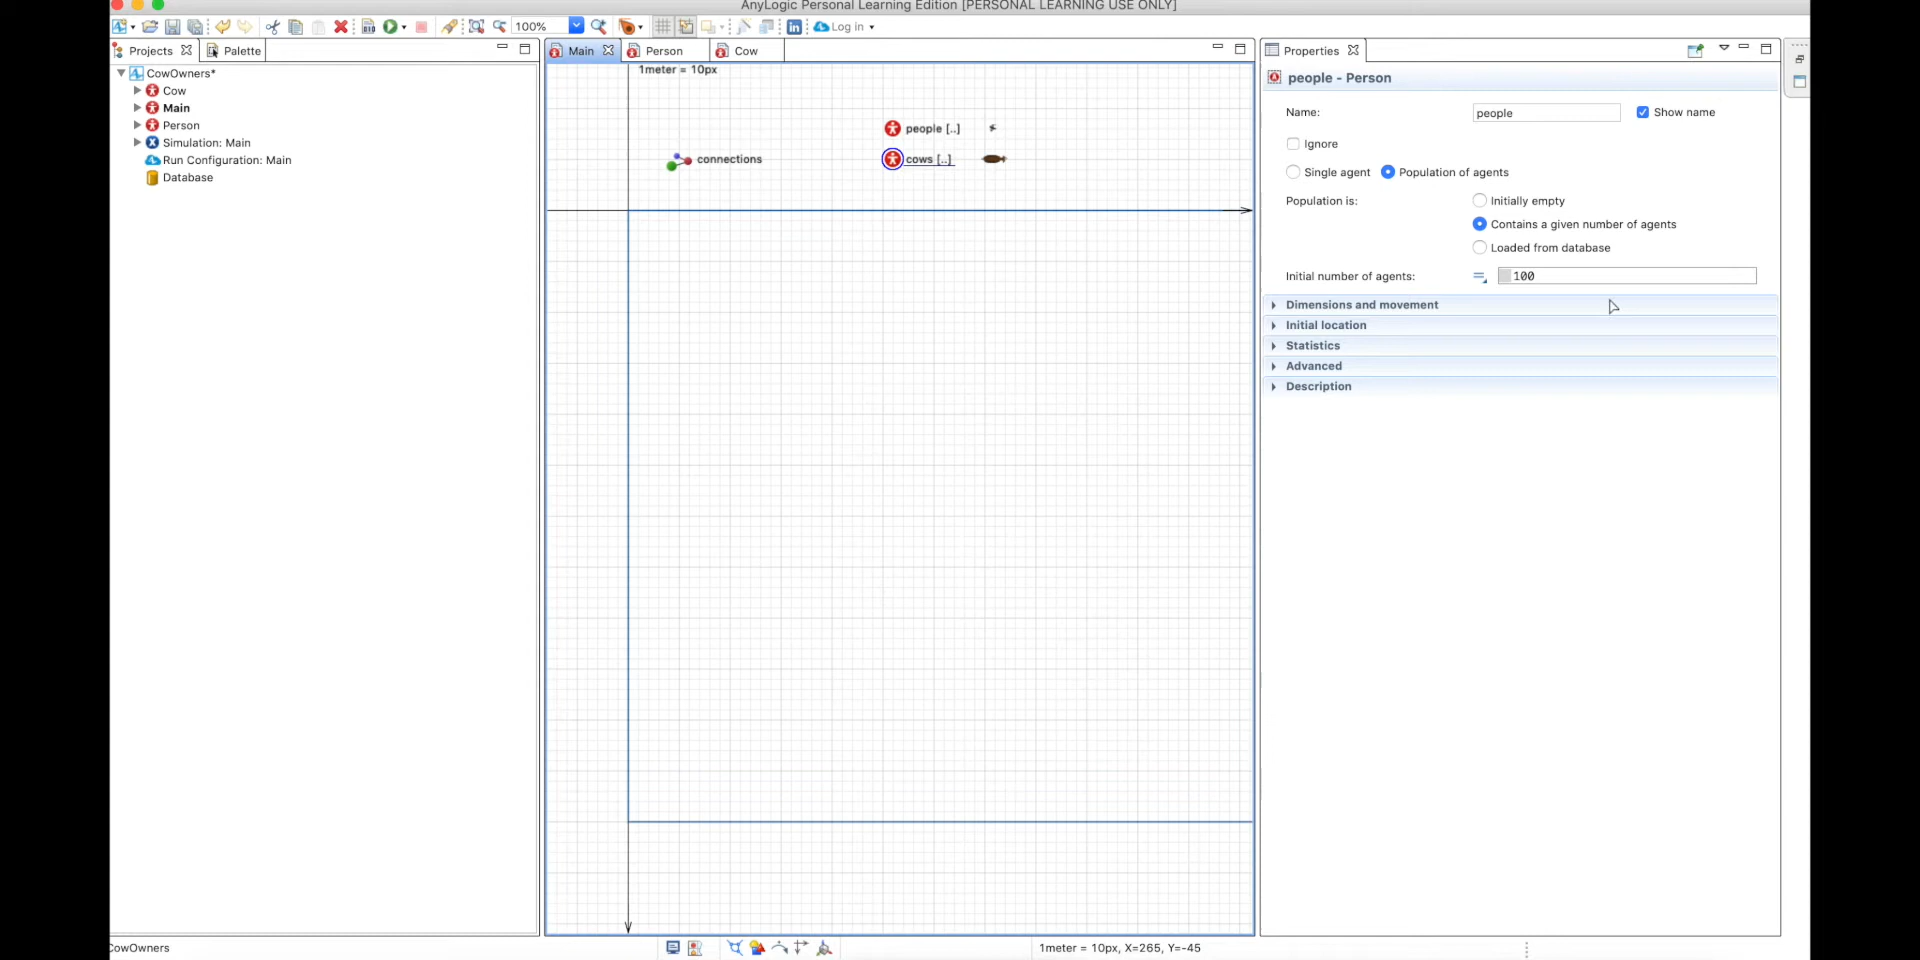 AnyLogic Personal Learning Edition [PERSONAL LEARNING USE ONLY]
100%
Log in
Projects
Palette
Main
Person
Cow
Properties
CowOwners*
Cow
Main
Person
Simulation: Main
Run Configuration: Main
Database
1meter = 10px
people [..]
connections
cows [..]
people - Person
Name:
people
Show name
Ignore
Single agent
Population of agents
Population is:
Initially empty
Contains a given number of agents
Loaded from database
Initial number of agents:
100
Dimensions and movement
Initial location
Statistics
Advanced
Description
CowOwners
1meter = 10px, X=265, Y=-45